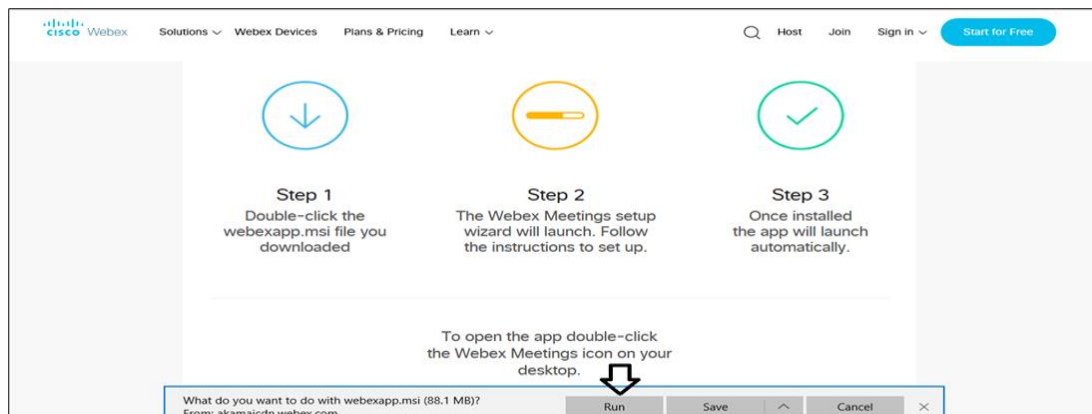 CISCO Webex Solutions Webex Devices Plans & Pricing Learn Host Join Sign in Start for Free
Step 1
Double-click the
webexapp.msi file you
downloaded
Step 2
The Webex Meetings setup
wizard will launch. Follow
the instructions to set up.
Step 3
Once installed
the app will launch
automatically.
To open the app double-click
the Webex Meetings icon on your
desktop.
What do you want to do with webexapp.msi (88.1 MB)?
From: akamaicdn.webex.com
Run Save Cancel